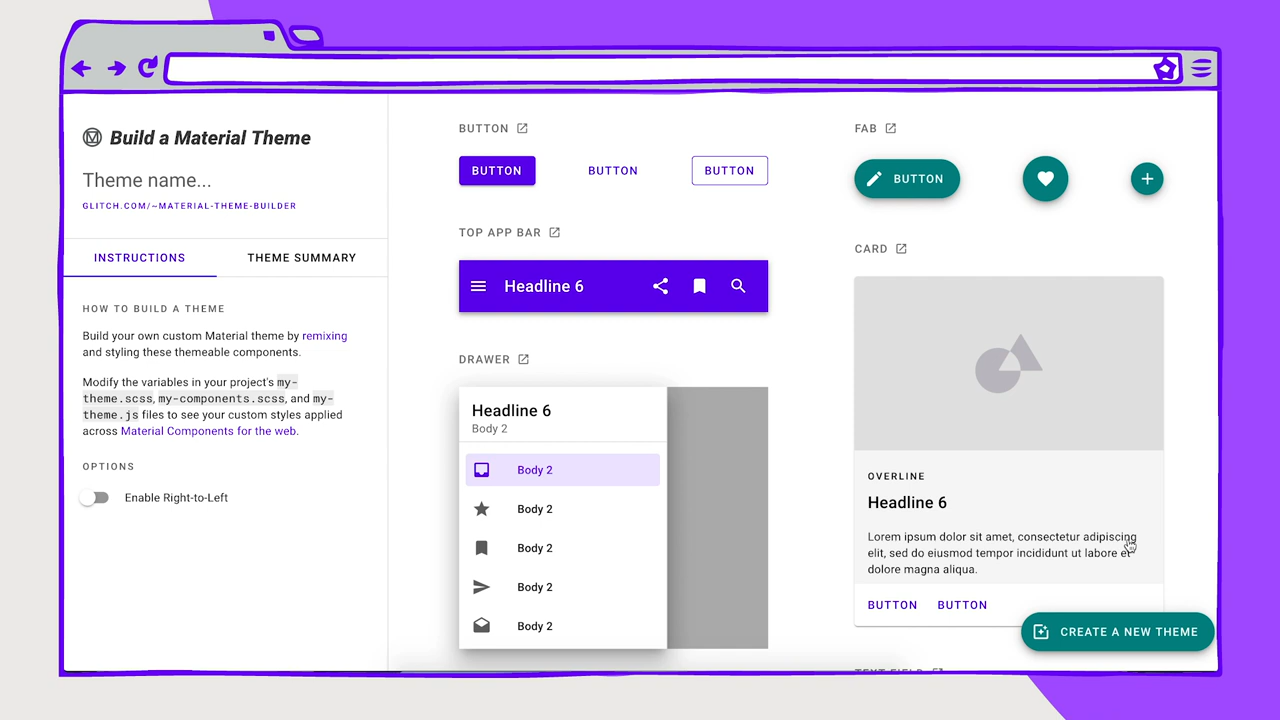 Build a Material Theme
Theme name...
GLITCH.COM/~MATERIAL-THEME-BUILDER
INSTRUCTIONS
THEME SUMMARY
HOW TO BUILD A THEME
Build your own custom Material theme by remixing
and styling these themeable components.
Modify the variables in your project's my-
theme.scss, my-components.scss, and my-
theme.js files to see your custom styles applied
across Material Components for the web.
OPTIONS
Enable Right-to-Left
BUTTON
BUTTON
BUTTON
BUTTON
TOP APP BAR
Headline 6
DRAWER
Headline 6
Body 2
Body 2
Body 2
Body 2
Body 2
Body 2
FAB
BUTTON
CARD
OVERLINE
Headline 6
Lorem ipsum dolor sit amet, consectetur adipiscing
elit, sed do eiusmod tempor incididunt ut labore et
dolore magna aliqua.
BUTTON
BUTTON
CREATE A NEW THEME
TEXT FIELD